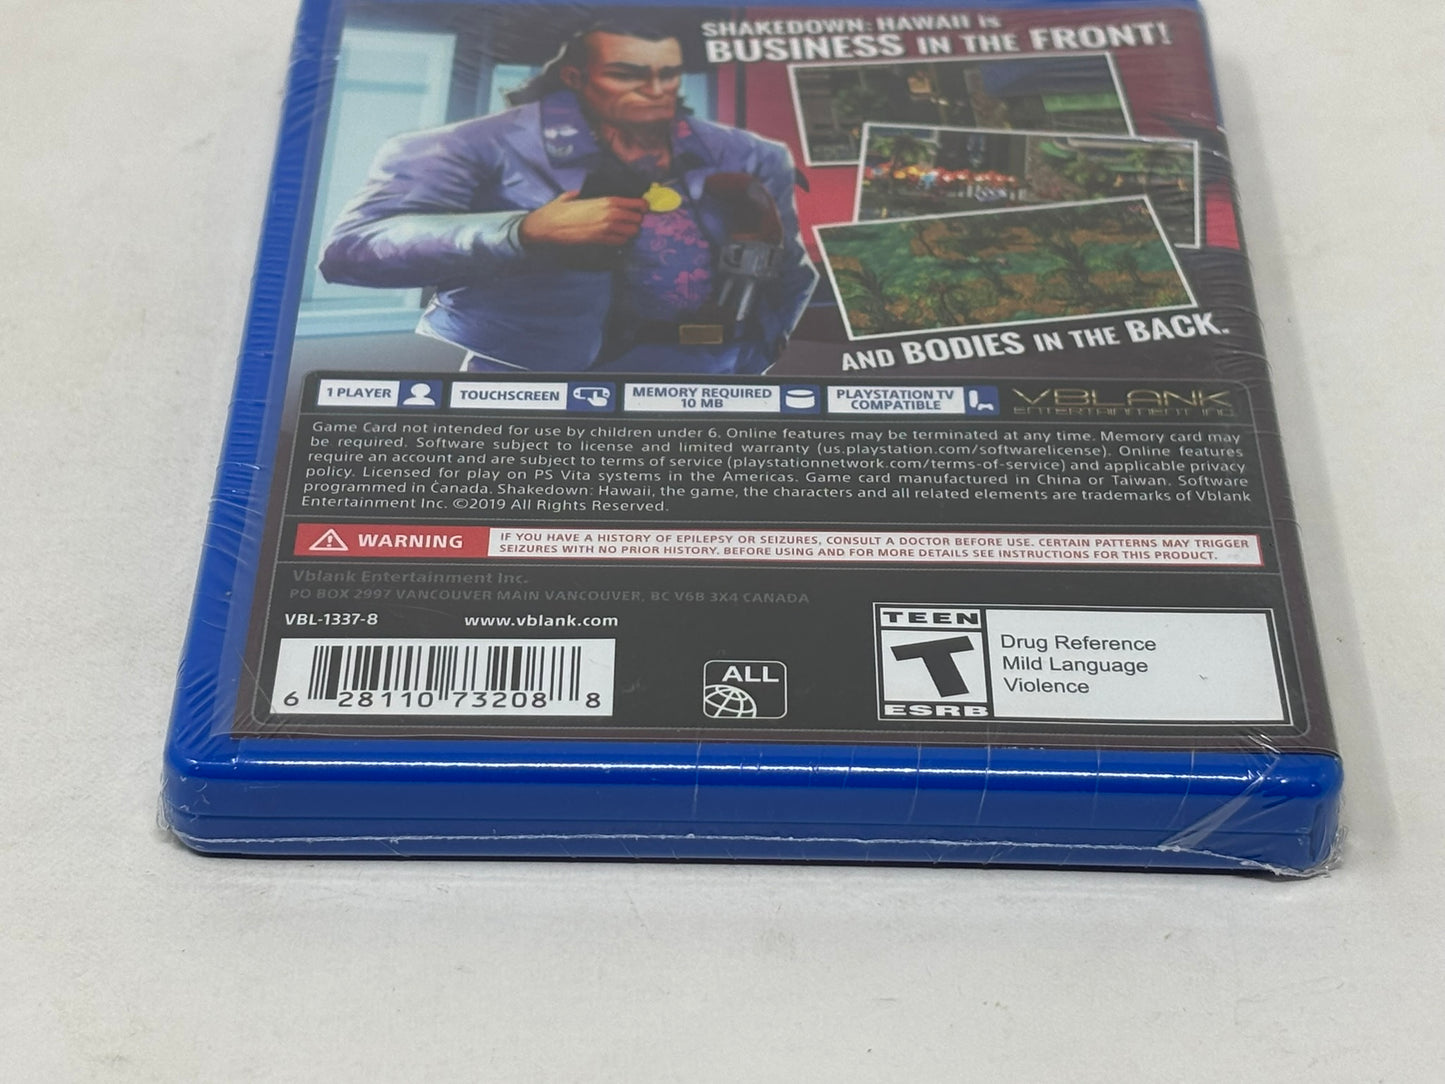 SHAKEDOWN: HAWAII is
BUSINESS IN THE FRONT!
AND BODIES IN THE BACK.
1 PLAYER
TOUCHSCREEN
MEMORY REQUIRED
10 MB
PLAYSTATION TV
COMPATIBLE
VBLANK
ENTERTAINMENT INC.
Game Card not intended for use by children under 6. Online features may be terminated at any time. Memory card may
be required. Software subject to license and limited warranty (us.playstation.com/softwarelicense). Online features
require an account and are subject to terms of service (playstationnetwork.com/terms-of-service) and applicable privacy
policy. Licensed for play on PS Vita systems in the Americas. Game card manufactured in China or Taiwan. Software
programmed in Canada. Shakedown: Hawaii, the game, the characters and all related elements are trademarks of Vblank
Entertainment Inc. ©2019 All Rights Reserved.
WARNING
IF YOU HAVE A HISTORY OF EPILEPSY OR SEIZURES, CONSULT A DOCTOR BEFORE USE. CERTAIN PATTERNS MAY TRIGGER
SEIZURES WITH NO PRIOR HISTORY. BEFORE USING AND FOR MORE DETAILS SEE INSTRUCTIONS FOR THIS PRODUCT.
Vblank Entertainment Inc.
PO BOX 2997 VANCOUVER MAIN VANCOUVER, BC V6B 3X4 CANADA
VBL-1337-8
www.vblank.com
6 28110 73208 8
ALL
TEEN
T
ESRB
Drug Reference
Mild Language
Violence